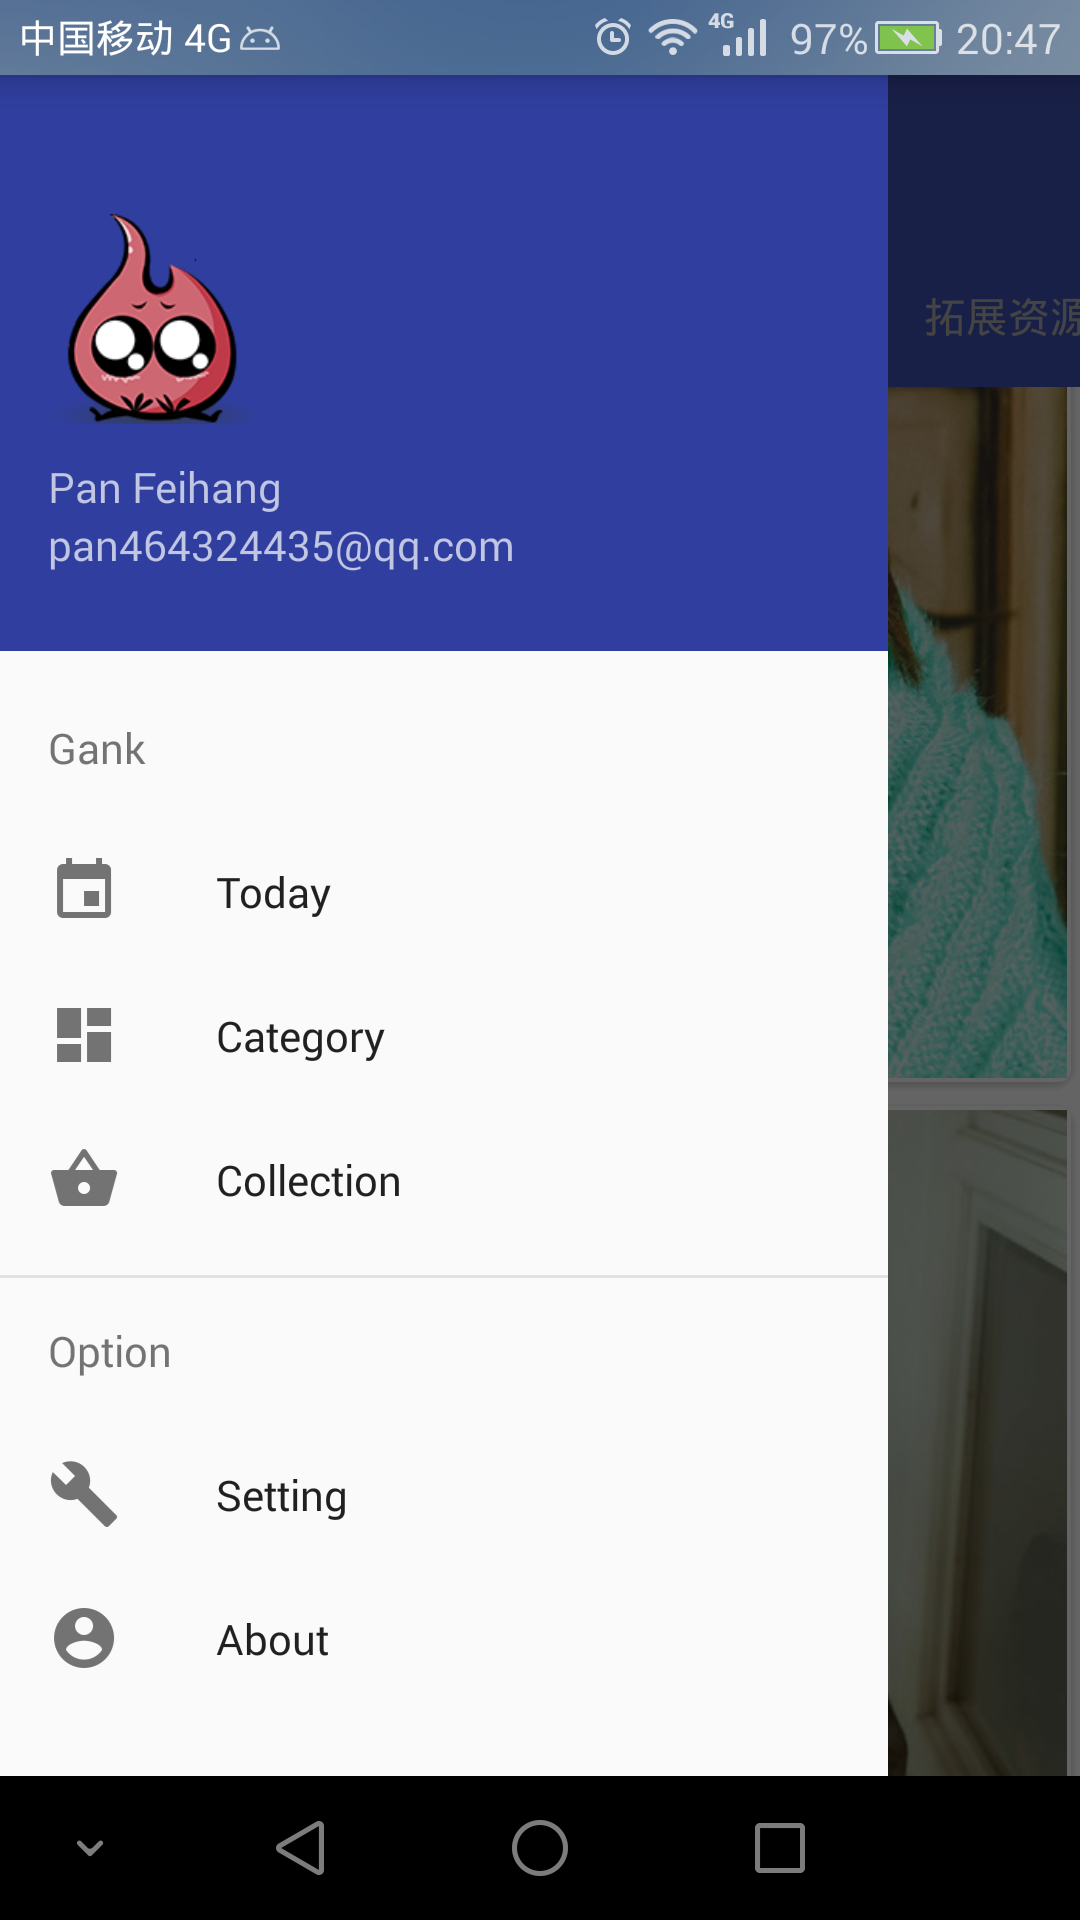 中国移动 4G
4G
97%
20:47
拓展资源
Pan Feihang
pan464324435@qq.com
Gank
Today
Category
Collection
Option
Setting
About